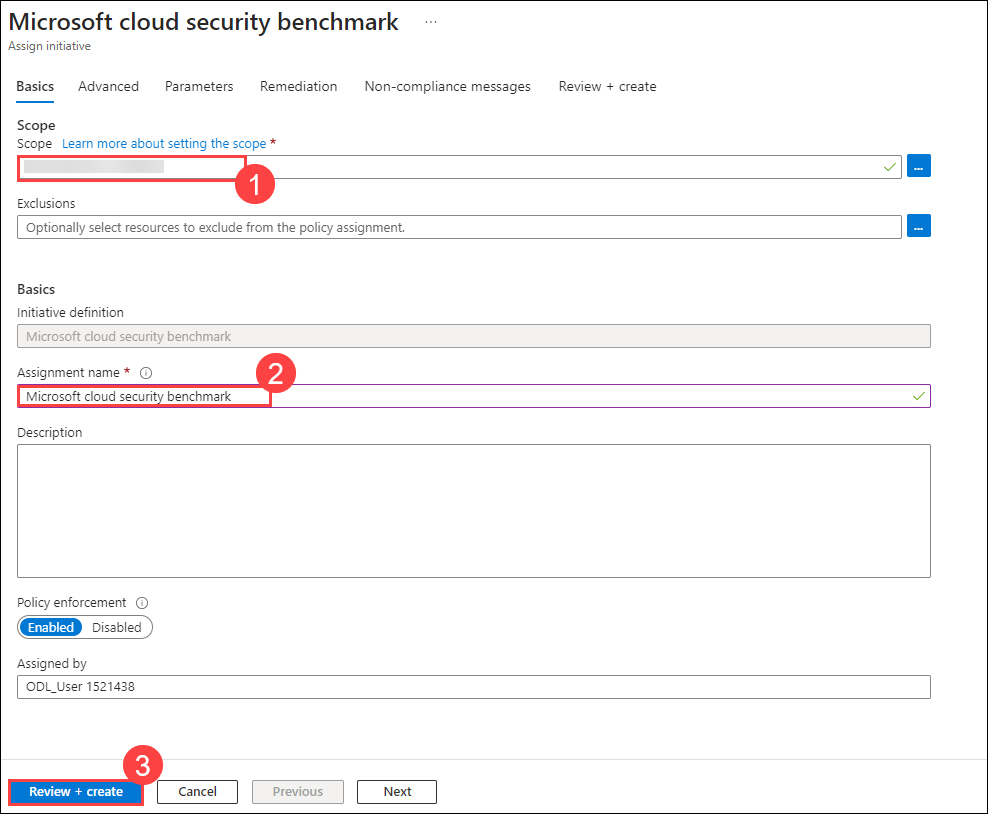 Microsoft cloud security benchmark ...
Assign initiative
Basics Advanced Parameters Remediation Non-compliance messages Review + create
Scope
Scope Learn more about setting the scope *
...
1
Exclusions
Optionally select resources to exclude from the policy assignment.
...
Basics
Initiative definition
Microsoft cloud security benchmark
Assignment name *
2
Microsoft cloud security benchmark
Description
Policy enforcement
Enabled Disabled
Assigned by
ODL_User 1521438
3
Review + create Cancel Previous Next